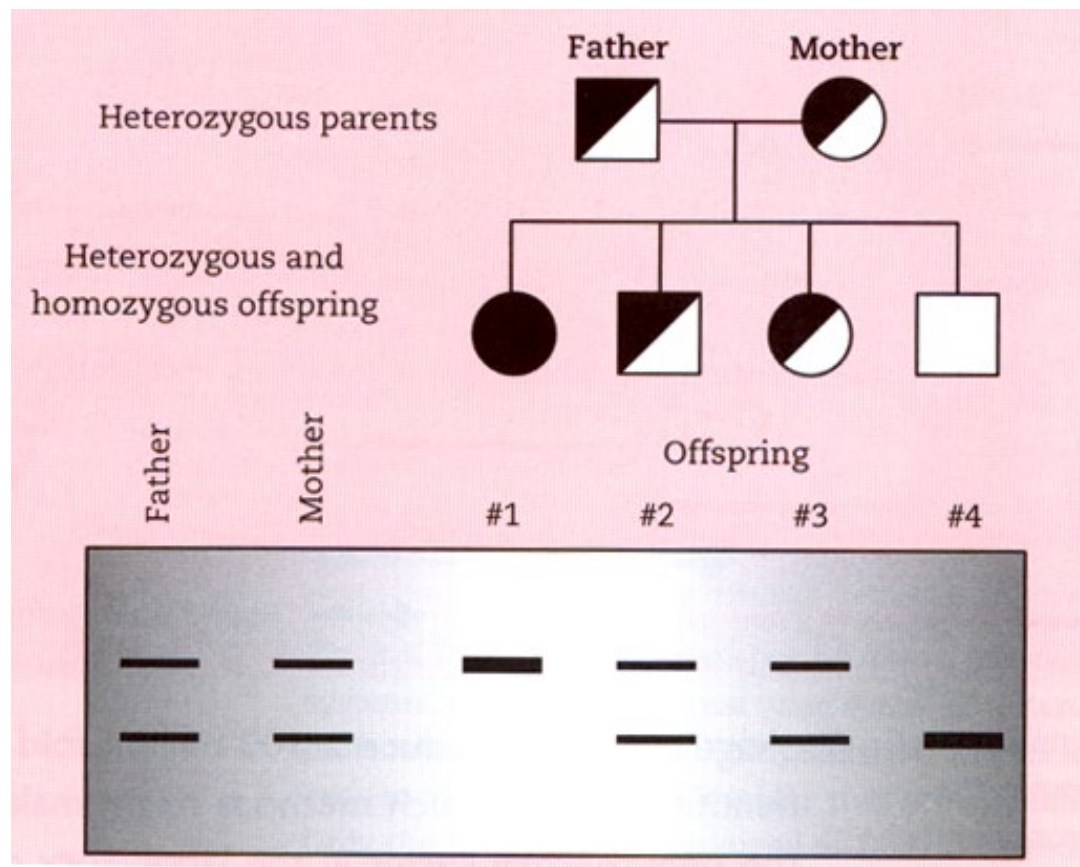 Father Mother
Heterozygous parents
Heterozygous and
homozygous offspring
Father
Mother
Offspring
#1 #2 #3 #4